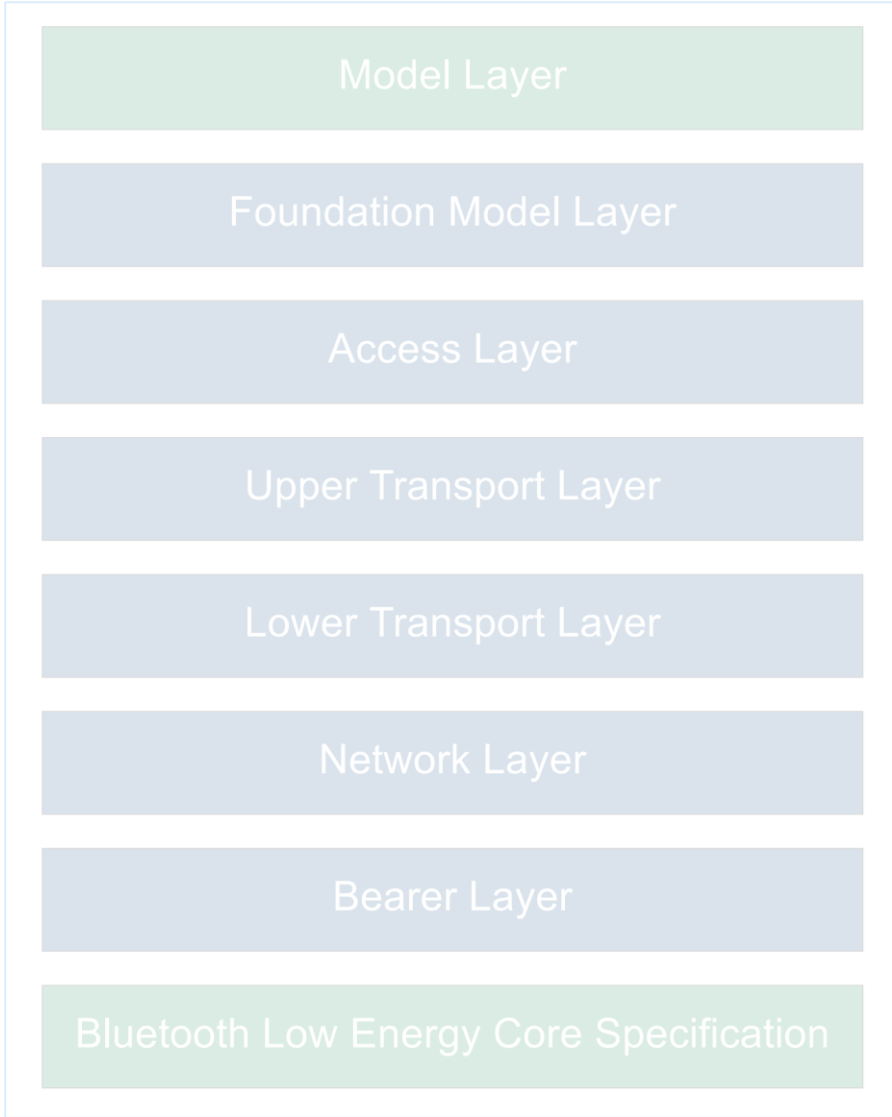 Model Layer
Foundation Model Layer
Access Layer
Upper Transport Layer
Lower Transport Layer
Network Layer
Bearer Layer
Bluetooth Low Energy Core Specification